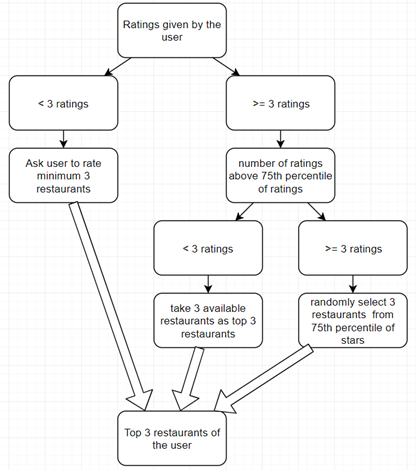 Ratings given by the
user
< 3 ratings
>= 3 ratings
Ask user to rate
minimum 3
restaurants
number of ratings
above 75th percentile
of ratings
< 3 ratings
>= 3 ratings
take 3 available
restaurants as top 3
restaurants
randomly select 3
restaurants from
75th percentile of
stars
Top 3 restaurants of
the user